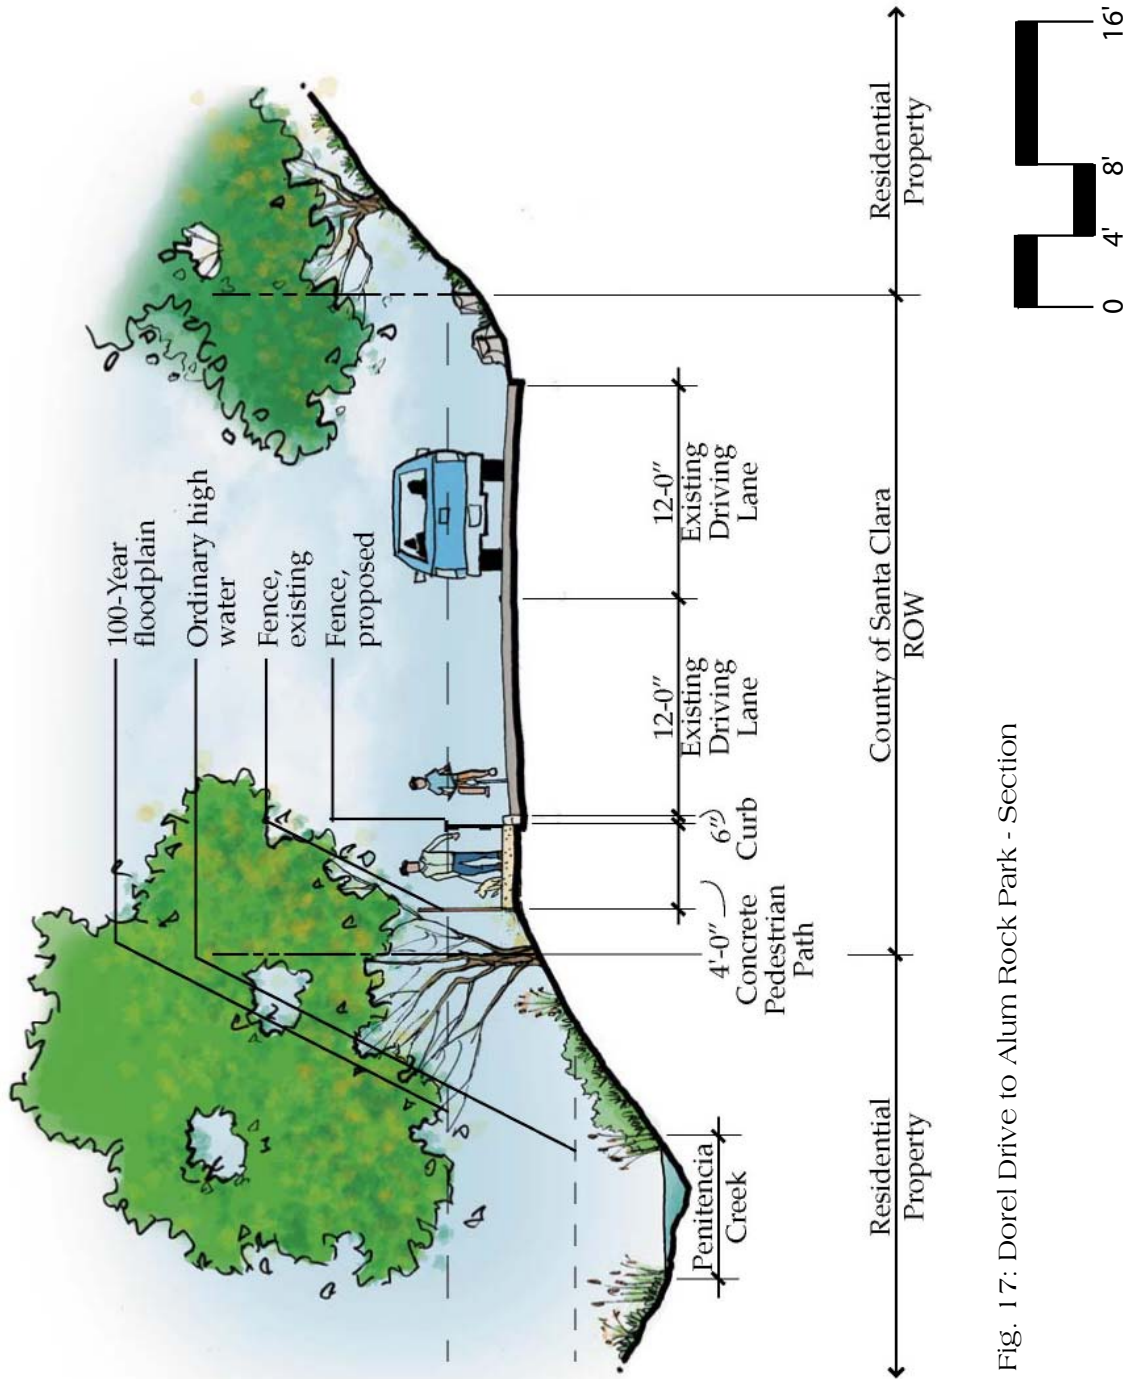 100-Year
floodplain
Ordinary high
water
Fence,
existing
Fence,
proposed
Penitencia
Creek
4'-0"
Concrete
Pedestrian
Path
6"
Curb
12-0"
Existing
Driving
Lane
12-0"
Existing
Driving
Lane
Residential
Property
County of Santa Clara
ROW
Residential
Property
Fig. 17: Dorel Drive to Alum Rock Park - Section
0 4' 8' 16'